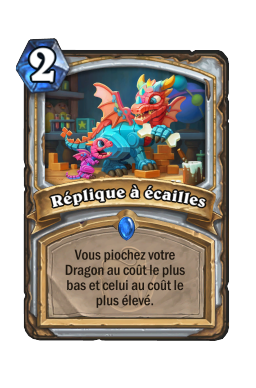 2
Réplique à écailles
Vous piochez votre
Dragon au coût le plus
bas et celui au coût le
plus élevé.